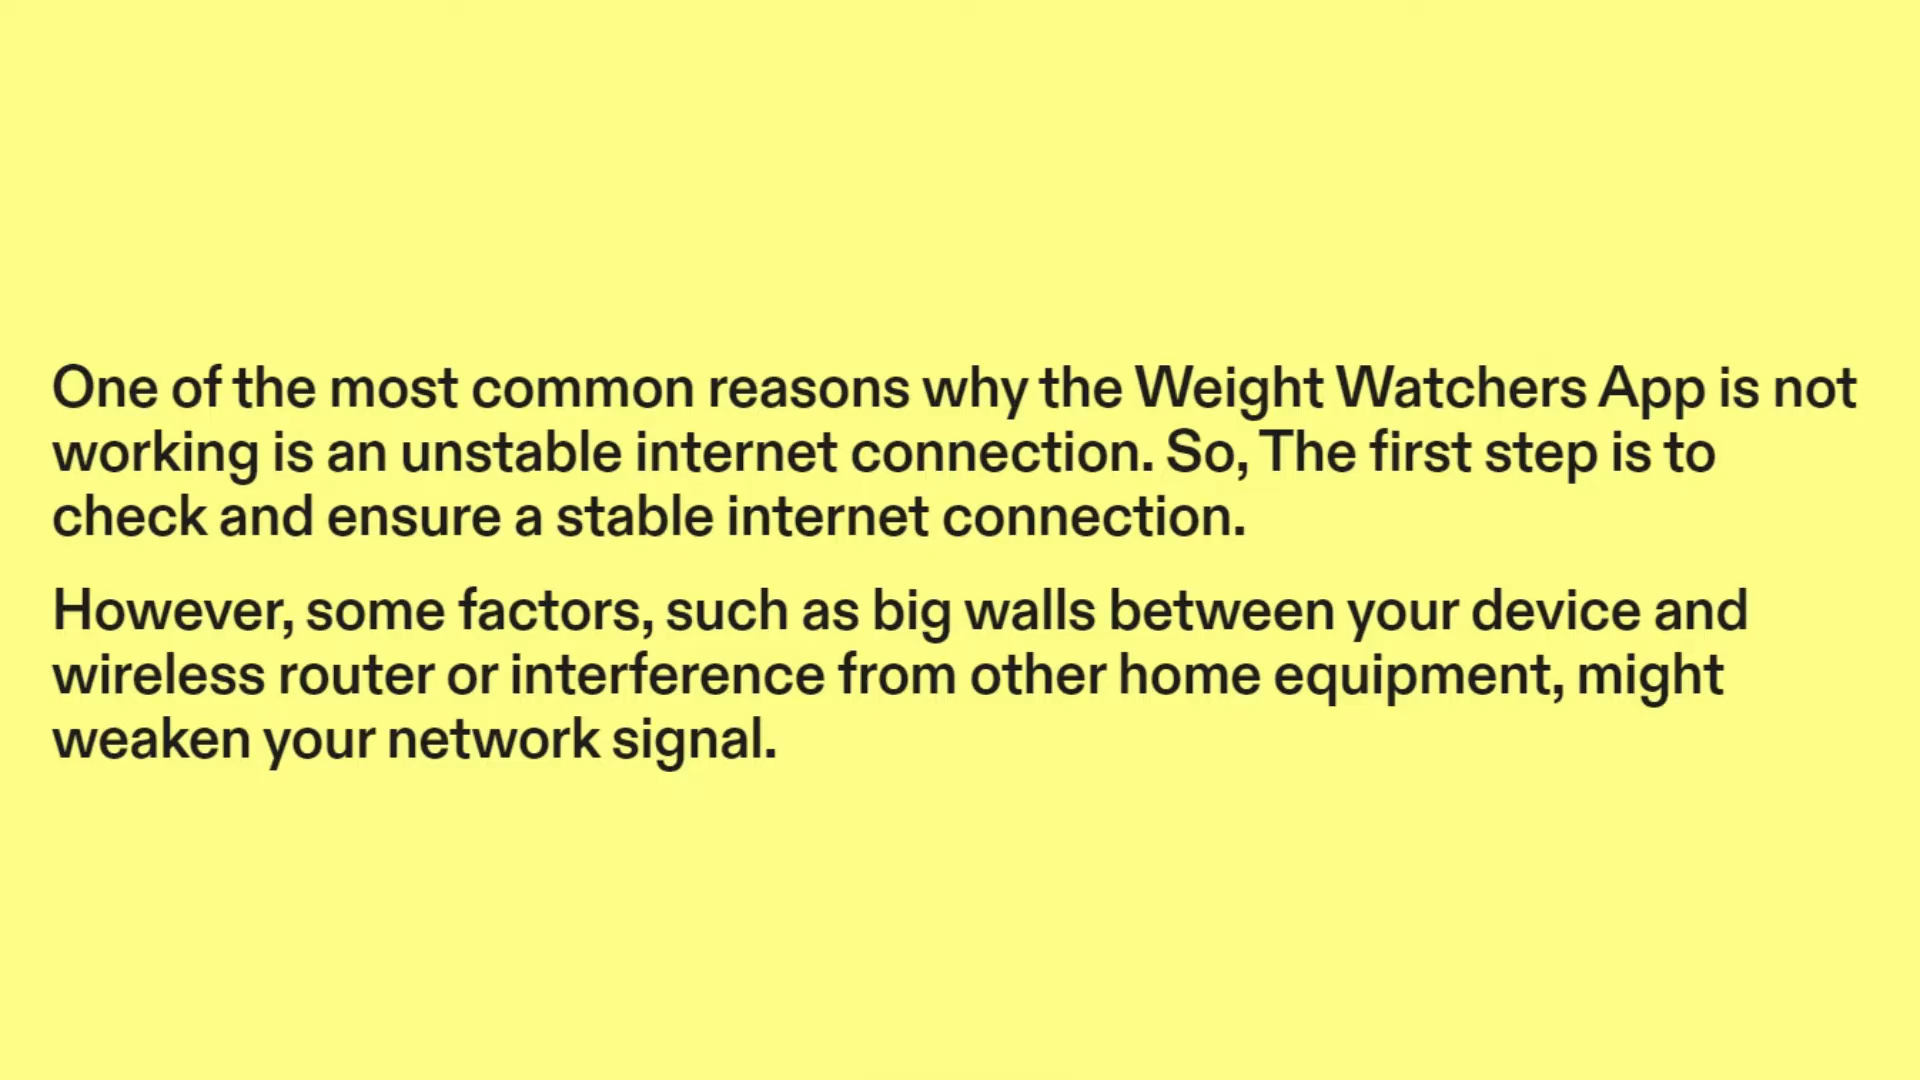 One of the most common reasons why the Weight Watchers App is not
working is an unstable internet connection. So, The first step is to
check and ensure a stable internet connection.
However, some factors, such as big walls between your device and
wireless router or interference from other home equipment, might
weaken your network signal.